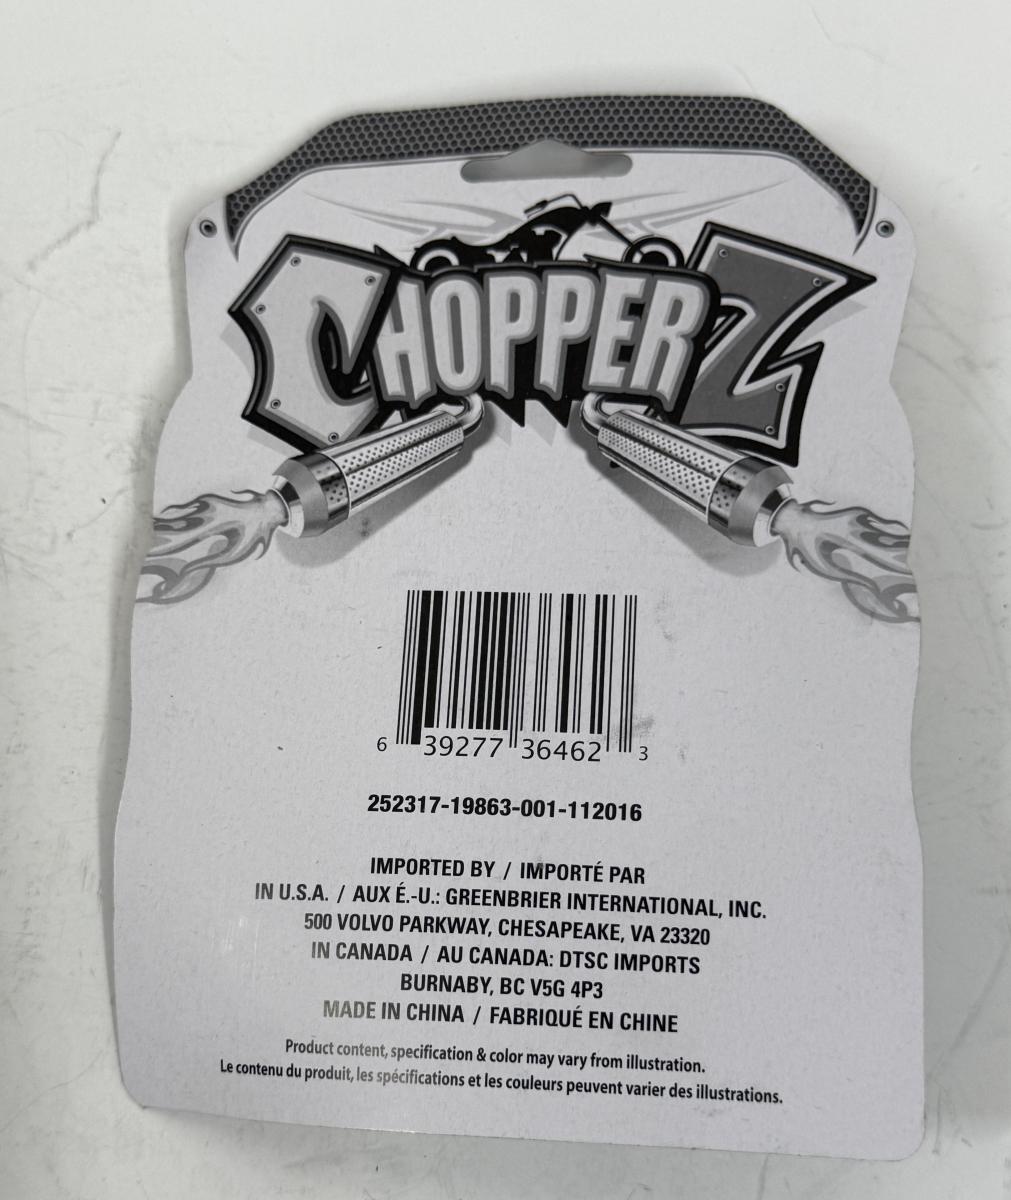 CHOPPERZ
6 39277 36462 3
252317-19863-001-112016
IMPORTED BY / IMPORTÉ PAR
IN U.S.A. / AUX É.-U.: GREENBRIER INTERNATIONAL, INC.
500 VOLVO PARKWAY, CHESAPEAKE, VA 23320
IN CANADA / AU CANADA: DTSC IMPORTS
BURNABY, BC V5G 4P3
MADE IN CHINA / FABRIQUÉ EN CHINE
Product content, specification & color may vary from illustration.
Le contenu du produit, les spécifications et les couleurs peuvent varier des illustrations.